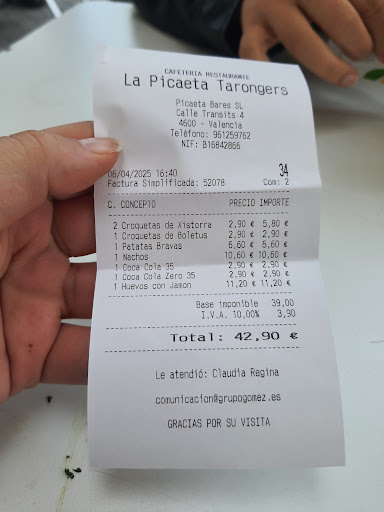 CAFETERIA RESTAURANTE
La Picaeta Tarongers
Picaeta Bares SL
Calle Transits 4
4600 - Valencia
Teléfono: 961259762
NIF: B16842866
06/04/2025 16:40 34
Factura Simplificada: 52078 Com: 2
C. CONCEPTO PRECIO IMPORTE
2 Croquetas de Xistorra 2,90 € 5,80 €
1 Croquetas de Boletus 2,90 € 2,90 €
1 Patatas Bravas 6,60 € 6,60 €
1 Nachos 10,60 € 10,60 €
1 Coca Cola 35 2,90 € 2,90 €
1 Coca Cola Zero 35 2,90 € 2,90 €
1 Huevos con Jamon 11,20 € 11,20 €
Base imponible 39,00
I.V.A. 10,00% 3,90
Total: 42,90 €
Le atendió: Claudia Regina
comunicacion@grupogomez.es
GRACIAS POR SU VISITA